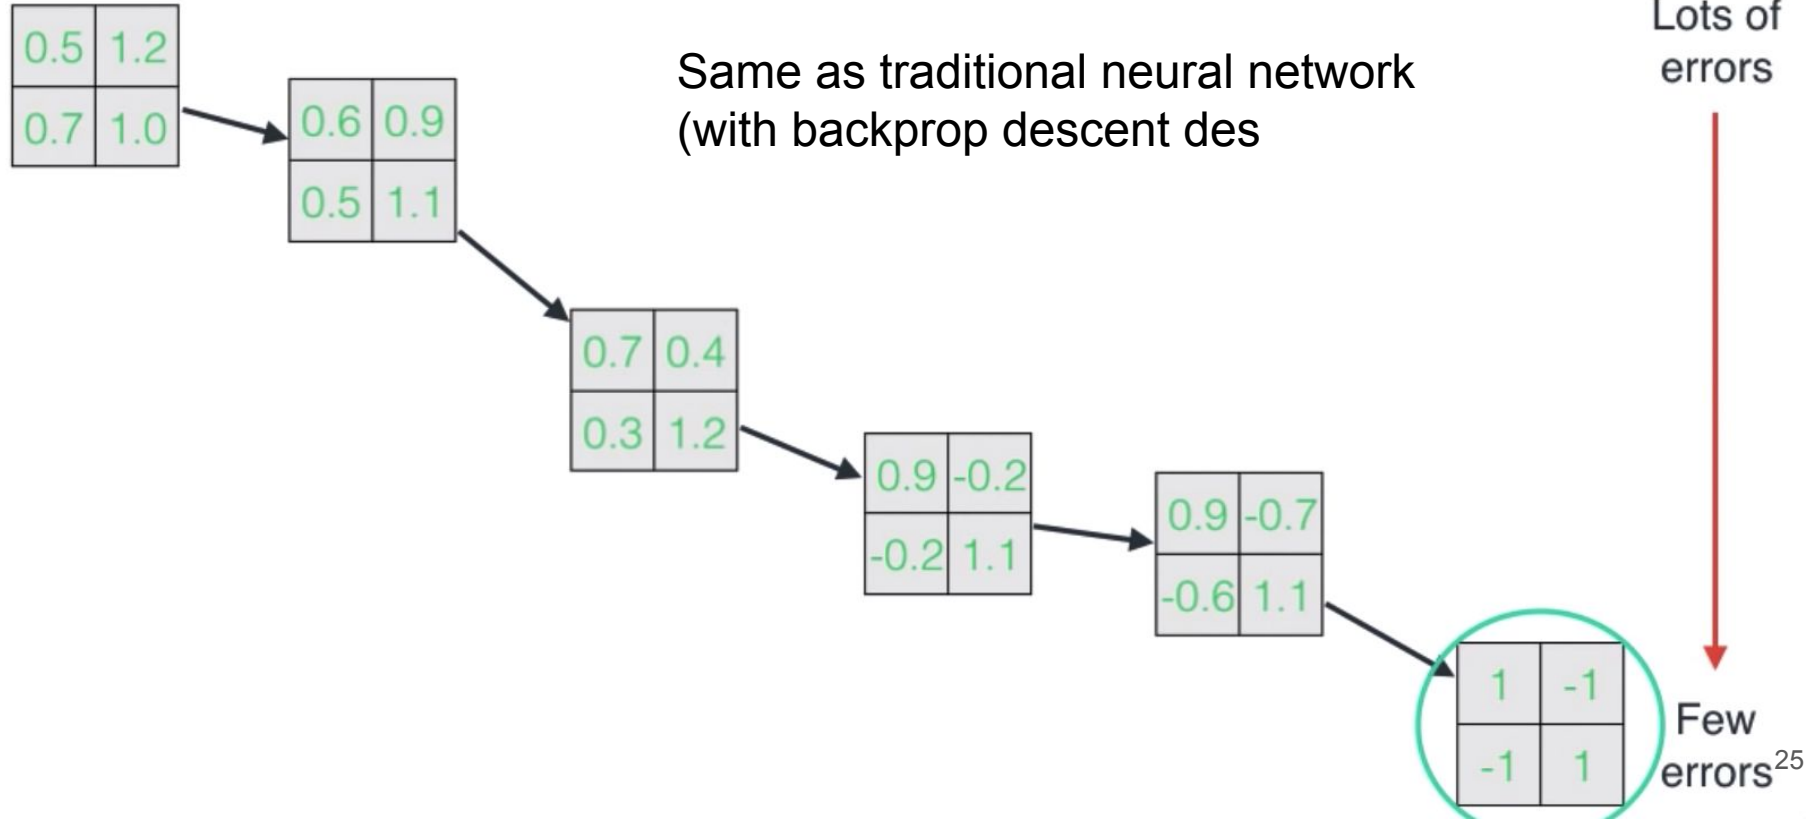 Lots of
errors
Same as traditional neural network
(with backprop descent des
0.5 1.2
0.7 1.0
0.6 0.9
0.5 1.1
0.7 0.4
0.3 1.2
0.9 -0.2
-0.2 1.1
0.9 -0.7
-0.6 1.1
1 -1
-1 1
Few
errors25